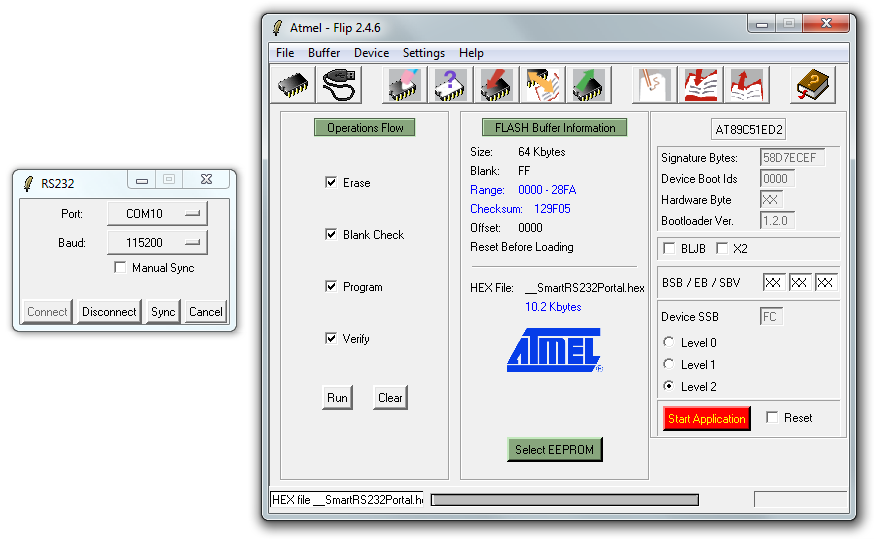 RS232
Port: COM10
Baud: 115200
Manual Sync
Connect Disconnect Sync Cancel
Atmel - Flip 2.4.6
File Buffer Device Settings Help
Operations Flow
Erase
Blank Check
Program
Verify
Run Clear
FLASH Buffer Information
Size: 64 Kbytes
Blank: FF
Range: 0000 - 28FA
Checksum: 129F05
Offset: 0000
Reset Before Loading
HEX File: __SmartRS232Portal.hex
10.2 Kbytes
ATMEL®
Select EEPROM
AT89C51ED2
Signature Bytes: 58D7ECEF
Device Boot Ids 0000
Hardware Byte XX
Bootloader Ver. 1.2.0
BLJB X2
BSB / EB / SBV XX XX XX
Device SSB FC
Level 0
Level 1
Level 2
Start Application Reset
HEX file __SmartRS232Portal.he